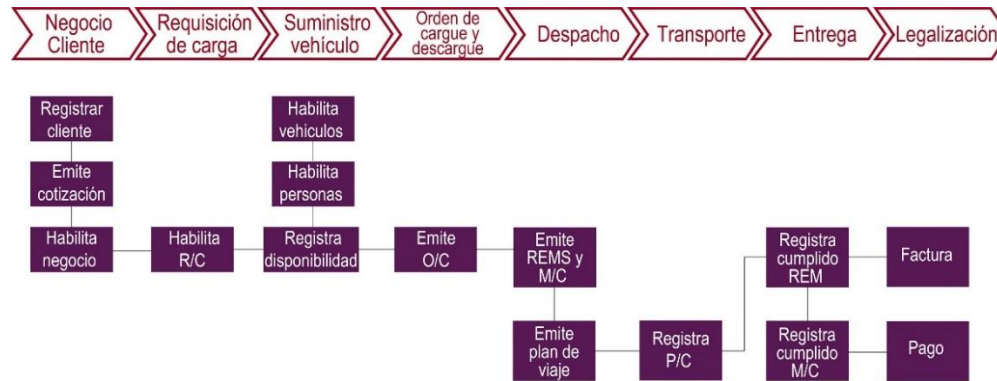 Negocio
Cliente
Requisición
de carga
Suministro
vehículo
Orden de
cargue y
descargue
Despacho
Transporte
Entrega
Legalización
Registrar
cliente
Habilita
vehiculos
Emite
cotización
Habilita
personas
Habilita
negocio
Habilita
R/C
Registra
disponibilidad
Emite
O/C
Emite
REMS y
M/C
Registra
cumplido
REM
Factura
Emite
plan de
viaje
Registra
P/C
Registra
cumplido
M/C
Pago